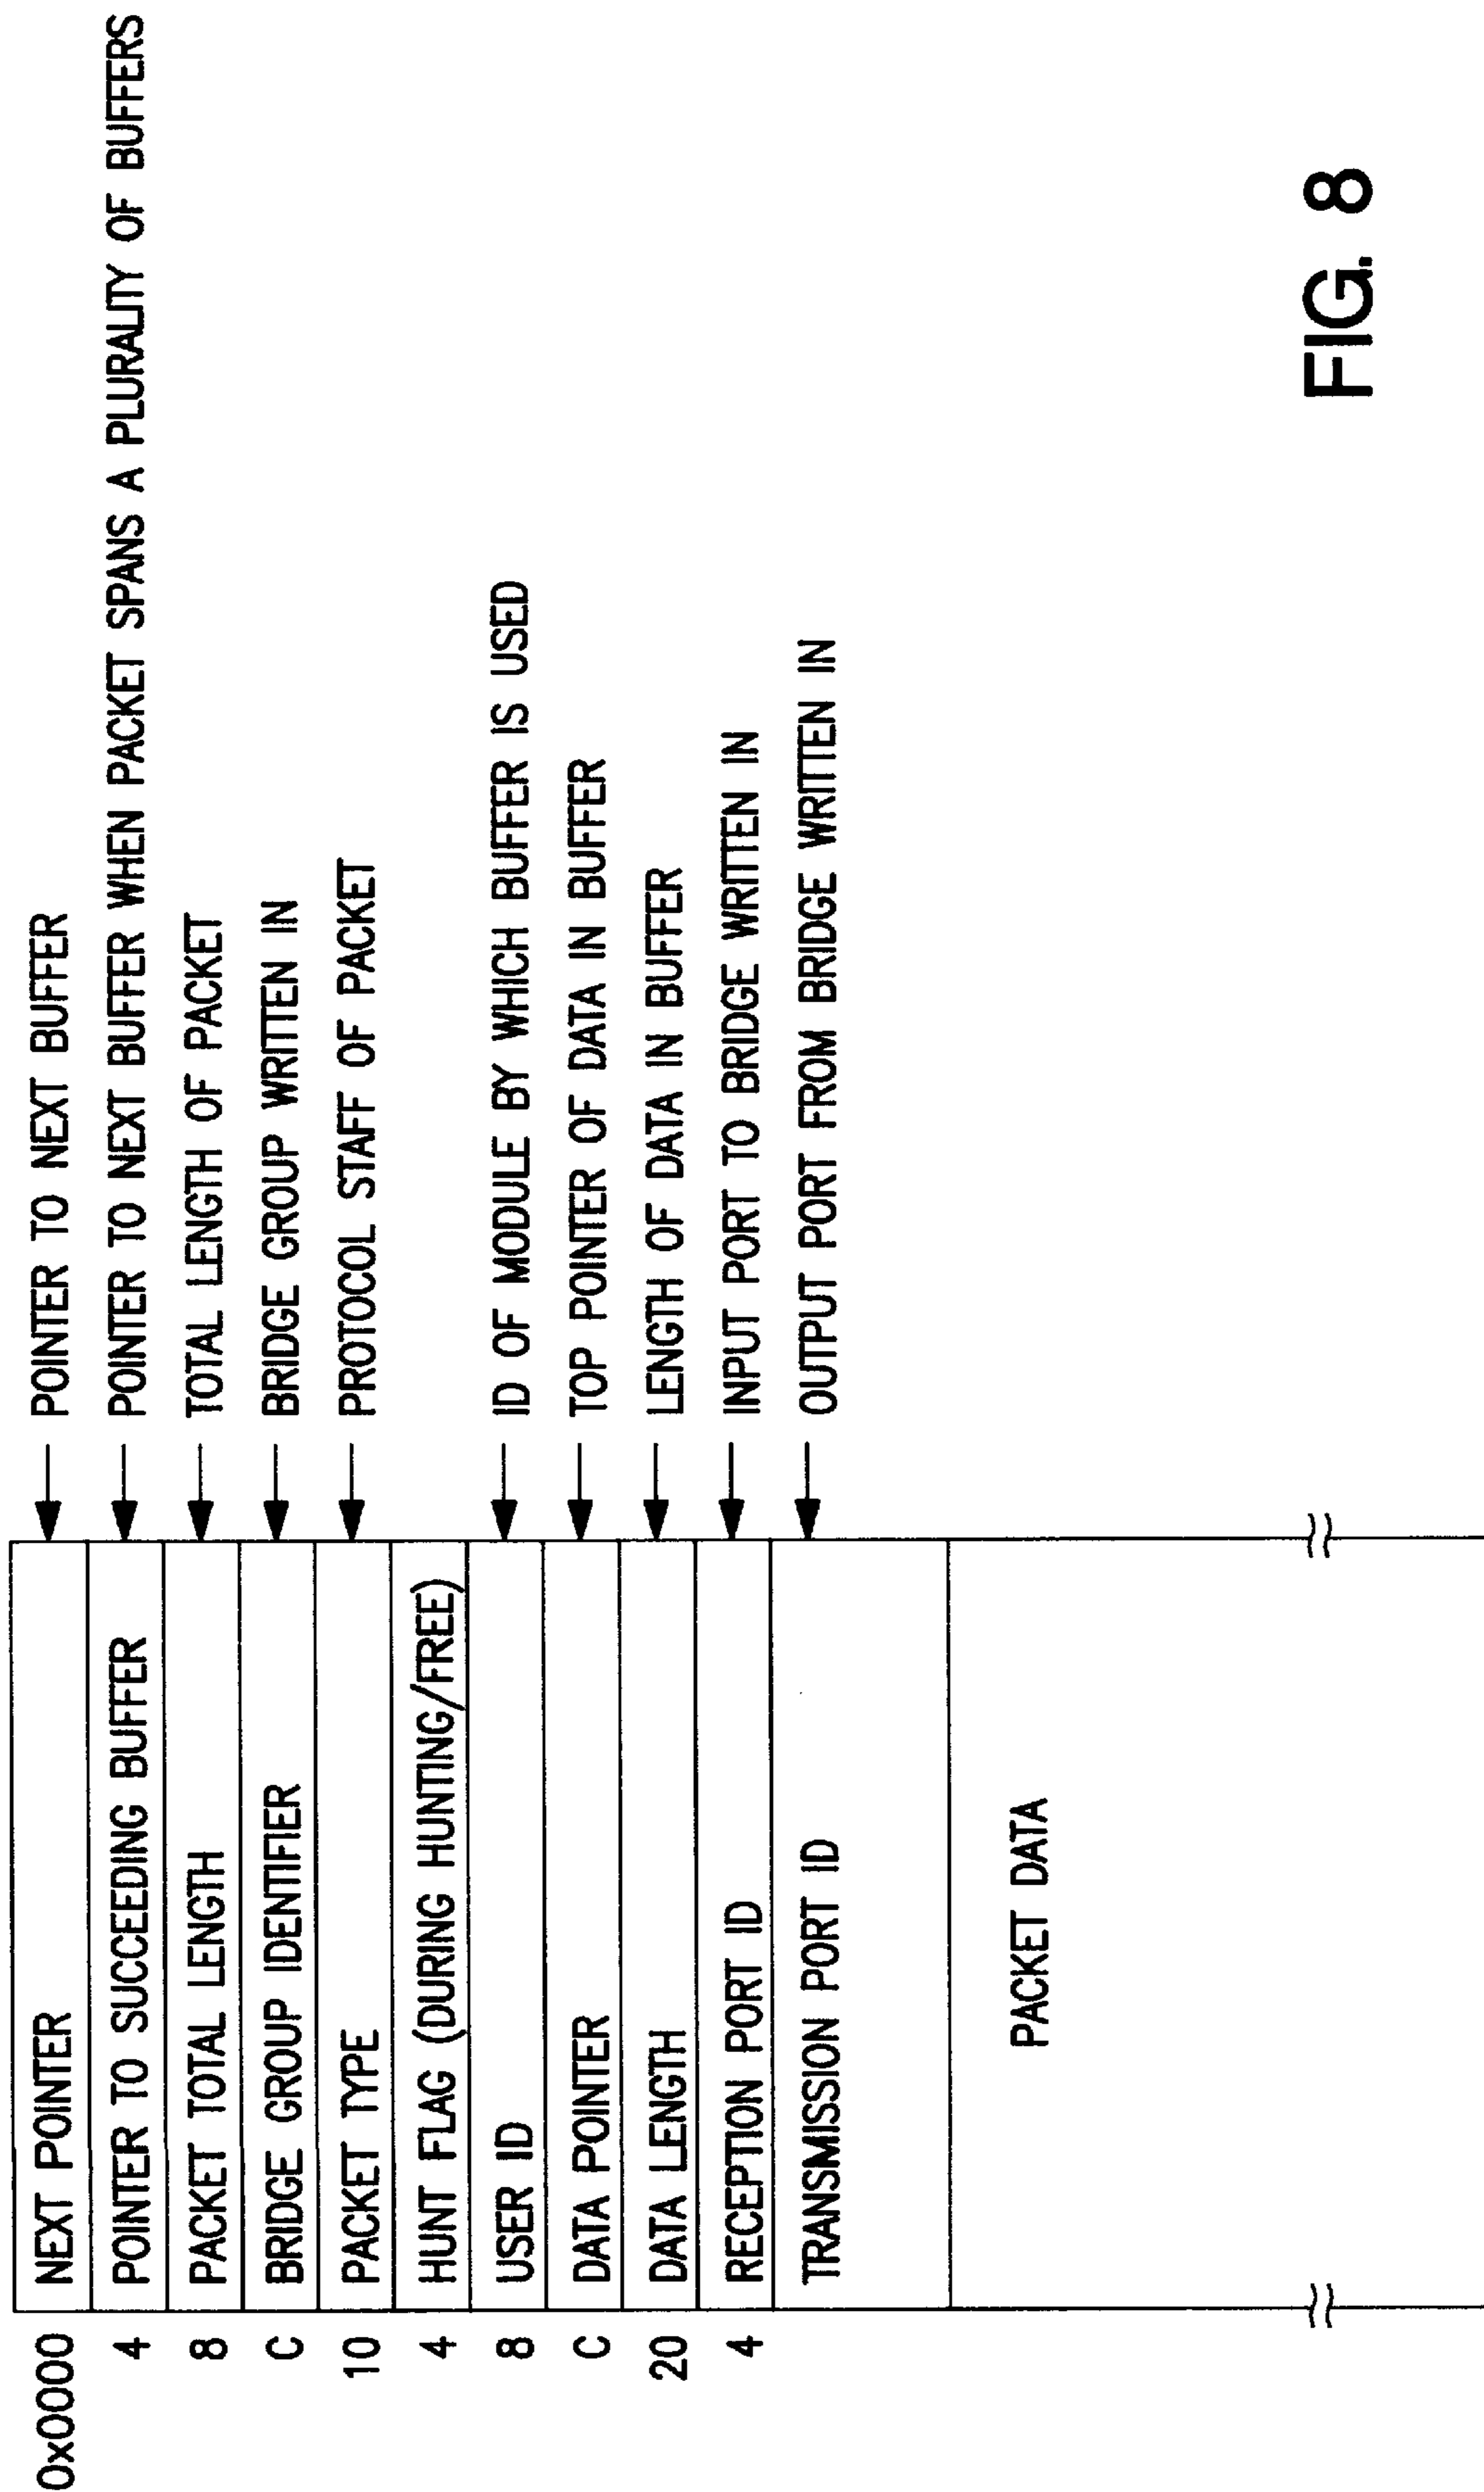 0x0000 NEXT POINTER POINTER TO NEXT BUFFER
4 POINTER TO SUCCEEDING BUFFER POINTER TO NEXT BUFFER WHEN PACKET SPANS A PLURALITY OF BUFFERS
8 PACKET TOTAL LENGTH TOTAL LENGTH OF PACKET
C BRIDGE GROUP IDENTIFIER BRIDGE GROUP WRITTEN IN
10 PACKET TYPE PROTOCOL STAFF OF PACKET
4 HUNT FLAG (DURING HUNTING/FREE)
8 USER ID ID OF MODULE BY WHICH BUFFER IS USED
C DATA POINTER TOP POINTER OF DATA IN BUFFER
20 DATA LENGTH LENGTH OF DATA IN BUFFER
4 RECEPTION PORT ID INPUT PORT TO BRIDGE WRITTEN IN
TRANSMISSION PORT ID OUTPUT PORT FROM BRIDGE WRITTEN IN
PACKET DATA
FIG. 8